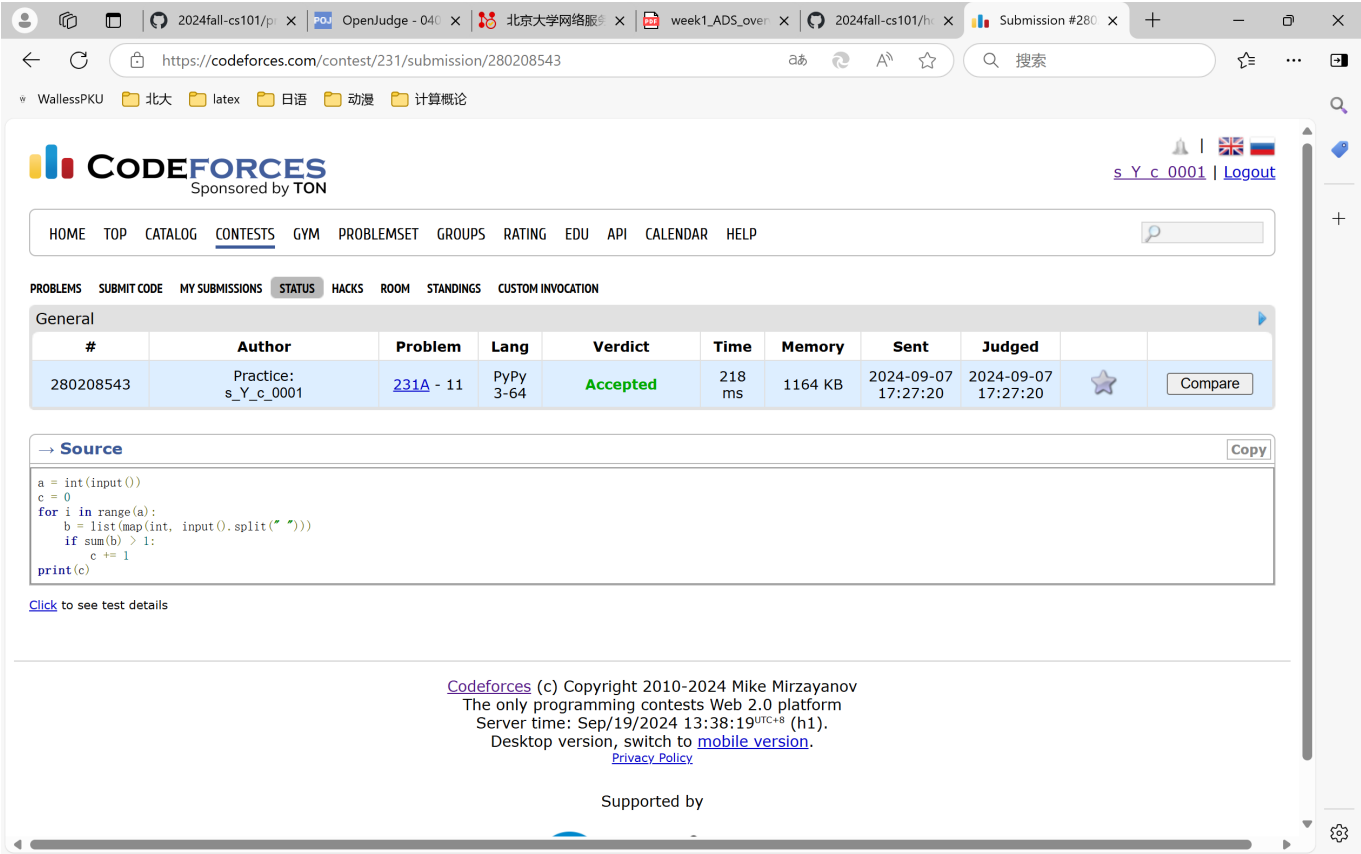 2024fall-cs101/pr
OpenJudge - 040
北京大学网络服务
week1_ADS_over
2024fall-cs101/ho
Submission #280
https://codeforces.com/contest/231/submission/280208543
aあ
A
搜索
WallessPKU
北大
latex
日语
动漫
计算概论
CODEFORCES
Sponsored by TON
s_Y_c_0001 | Logout
HOME TOP CATALOG CONTESTS GYM PROBLEMSET GROUPS RATING EDU API CALENDAR HELP
PROBLEMS SUBMIT CODE MY SUBMISSIONS STATUS HACKS ROOM STANDINGS CUSTOM INVOCATION
General
# Author Problem Lang Verdict Time Memory Sent Judged
280208543 Practice: s_Y_c_0001 231A - 11 PyPy 3-64 Accepted 218 ms 1164 KB 2024-09-07 17:27:20 2024-09-07 17:27:20 Compare
→ Source
Copy
a = int(input())
c = 0
for i in range(a):
    b = list(map(int, input().split(" ")))
    if sum(b) > 1:
        c += 1
print(c)
Click to see test details
Codeforces (c) Copyright 2010-2024 Mike Mirzayanov
The only programming contests Web 2.0 platform
Server time: Sep/19/2024 13:38:19UTC+8 (h1).
Desktop version, switch to mobile version.
Privacy Policy
Supported by